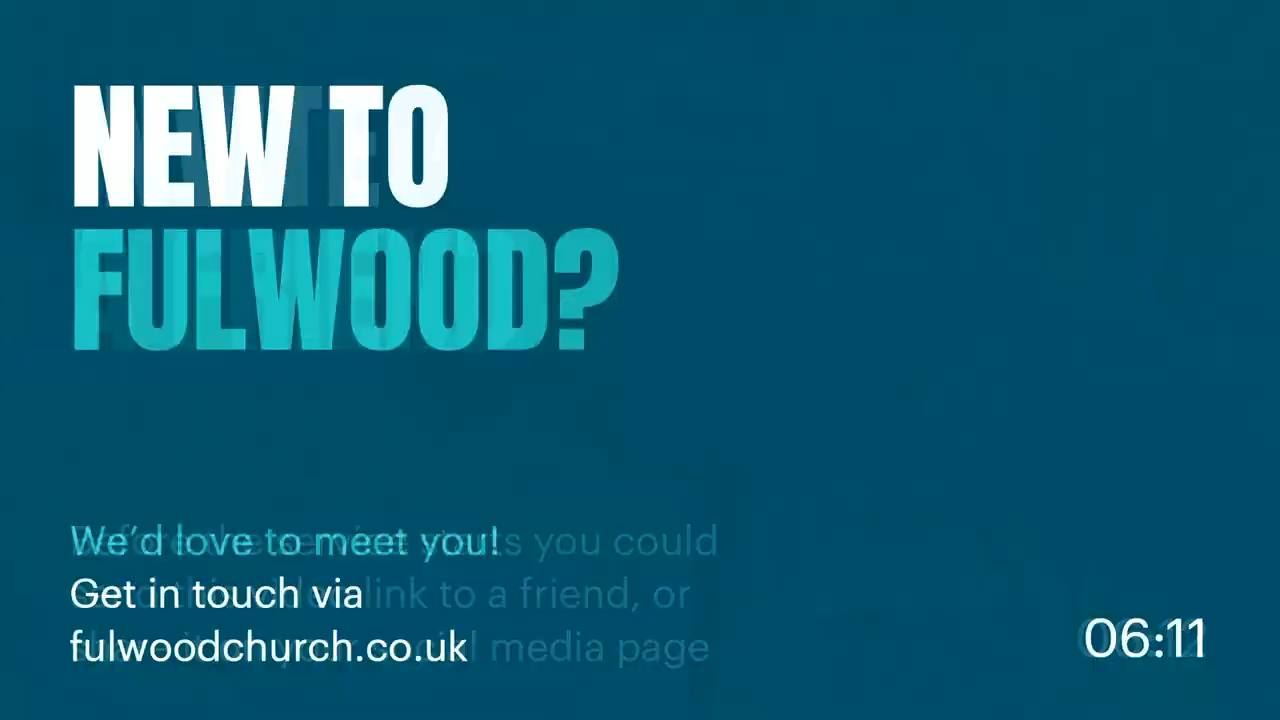 NEW TO
FULWOOD?
We'd love to meet you!
Get in touch via
fulwoodchurch.co.uk
06:11